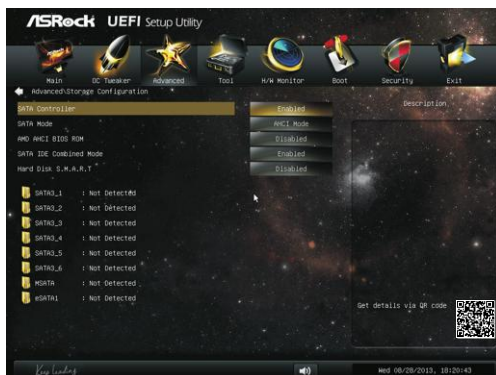 ASRock UEFI Setup Utility
Main OC Tweaker Advanced Tool H/W Monitor Boot Security Exit
Advanced\Storage Configuration
Description
SATA Controller Enabled
SATA Mode AHCI Mode
AMD AHCI BIOS ROM Disabled
SATA IDE Combined Mode Enabled
Hard Disk S.M.A.R.T Disabled
SATA3_1 : Not Detected
SATA3_2 : Not Detected
SATA3_3 : Not Detected
SATA3_4 : Not Detected
SATA3_5 : Not Detected
SATA3_6 : Not Detected
MSATA : Not Detected
eSATA1 : Not Detected
Get details via QR code
Wed 08/28/2013, 18:20:43